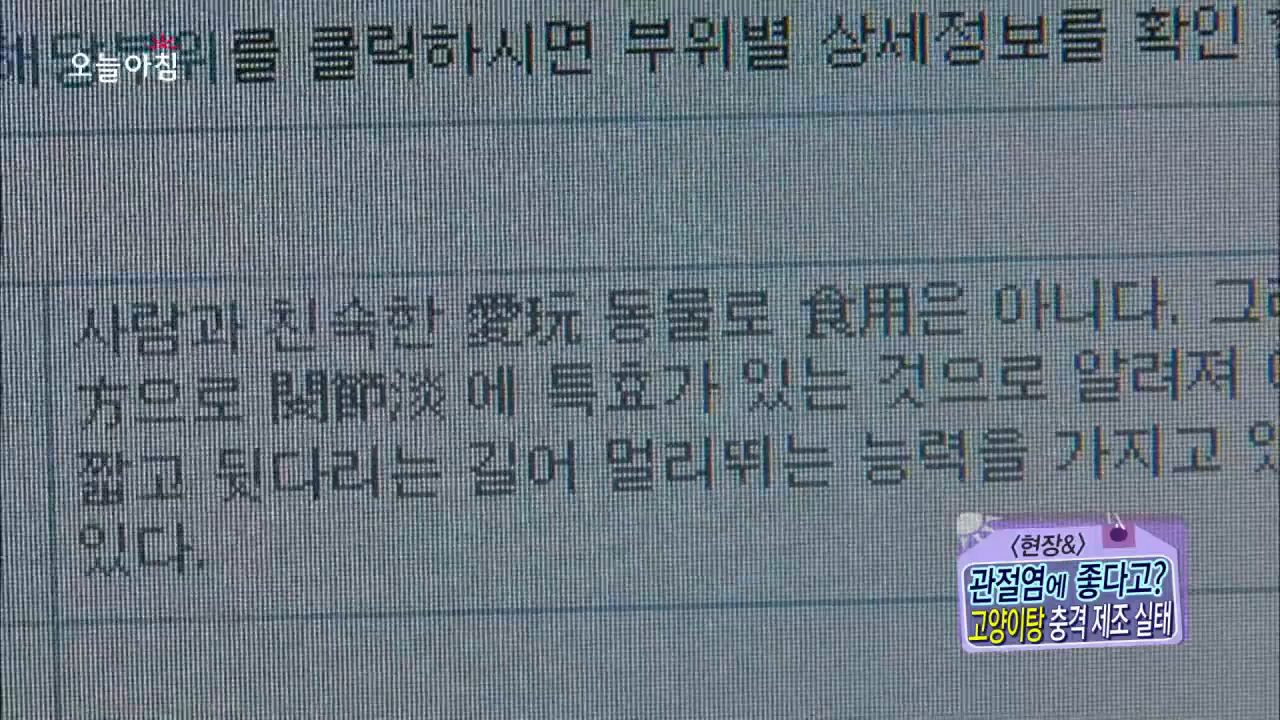 오늘아침
를 클럭하시면 부위별 상세정보를 확인
사람과 친숙한 愛玩 동물로 食用은 아니다.
方으로 關節淡 에 특효가 있는 것으로 알려져
짧고 뒷다리는 길어 멀리뛰는 능력을 가지고
있다.
〈현장&〉
관절염에 좋다고?
고양이탕 충격 제조 실태